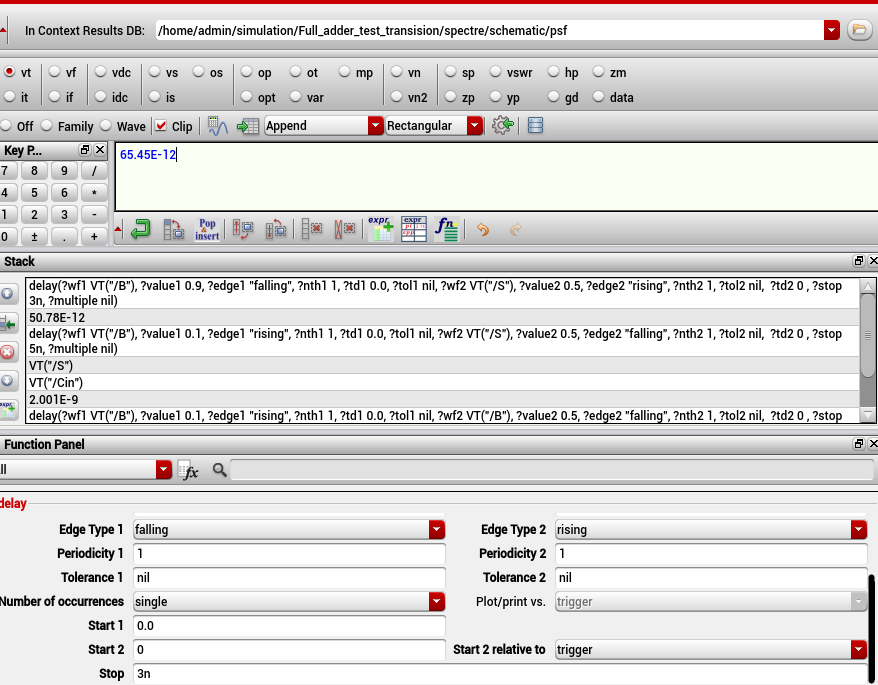 In Context Results DB: /home/admin/simulation/Full_adder_test_transision/spectre/schematic/psf
vt vf vdc vs os op ot mp vn sp vswr hp zm
it if idc is opt var vn2 zp yp gd data
Off Family Wave Clip Append Rectangular
Key P...
7 8 9 /
4 5 6 *
1 2 3 -
0 ± . +
65.45E-12
Pop & insert
expr
expr
fn
Stack
delay(?wf1 VT("/B"), ?value1 0.9, ?edge1 "falling", ?nth1 1, ?td1 0.0, ?tol1 nil, ?wf2 VT("/S"), ?value2 0.5, ?edge2 "rising", ?nth2 1, ?tol2 nil,  ?td2 0 , ?stop
3n, ?multiple nil)
50.78E-12
delay(?wf1 VT("/B"), ?value1 0.1, ?edge1 "rising", ?nth1 1, ?td1 0.0, ?tol1 nil, ?wf2 VT("/S"), ?value2 0.5, ?edge2 "falling", ?nth2 1, ?tol2 nil,  ?td2 0 , ?stop
5n, ?multiple nil)
VT("/S")
VT("/Cin")
2.001E-9
delay(?wf1 VT("/B"), ?value1 0.1, ?edge1 "rising", ?nth1 1, ?td1 0.0, ?tol1 nil, ?wf2 VT("/B"), ?value2 0.5, ?edge2 "falling", ?nth2 1, ?tol2 nil,  ?td2 0 , ?stop
expr
Function Panel
ll
fx
delay
Edge Type 1 falling Edge Type 2 rising
Periodicity 1 1 Periodicity 2 1
Tolerance 1 nil Tolerance 2 nil
Number of occurrences single Plot/print vs. trigger
Start 1 0.0
Start 2 0 Start 2 relative to trigger
Stop 3n